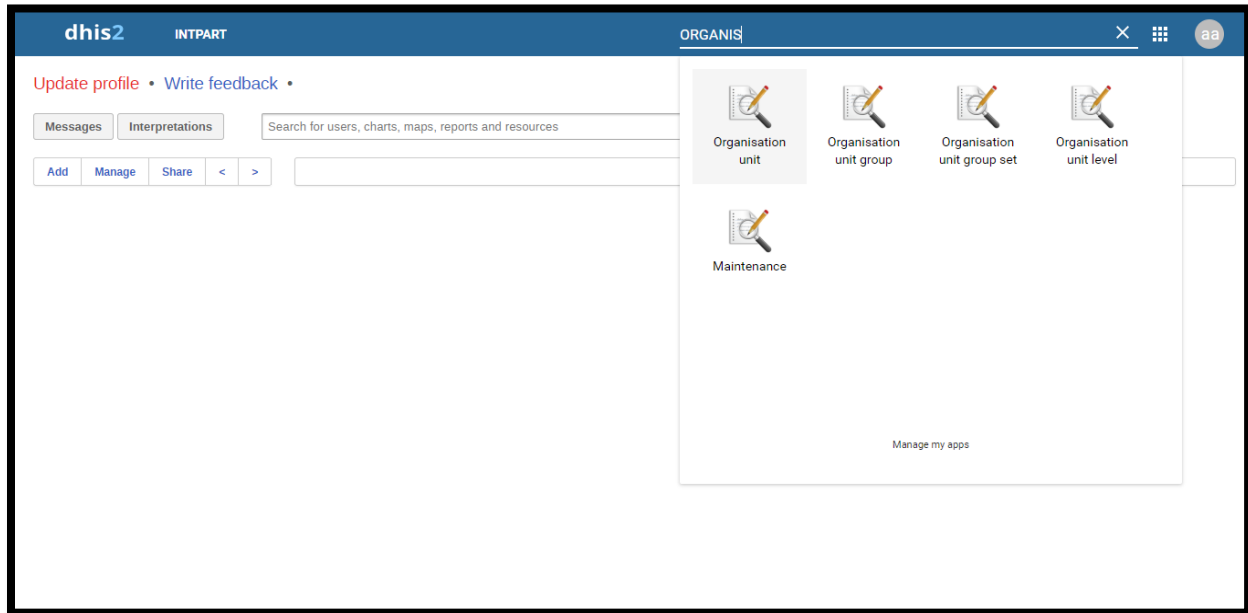 dhis2 INTPART ORGANIS aa
Update profile • Write feedback •
Messages Interpretations Search for users, charts, maps, reports and resources
Add Manage Share < >
Organisation
unit
Organisation
unit group
Organisation
unit group set
Organisation
unit level
Maintenance
Manage my apps